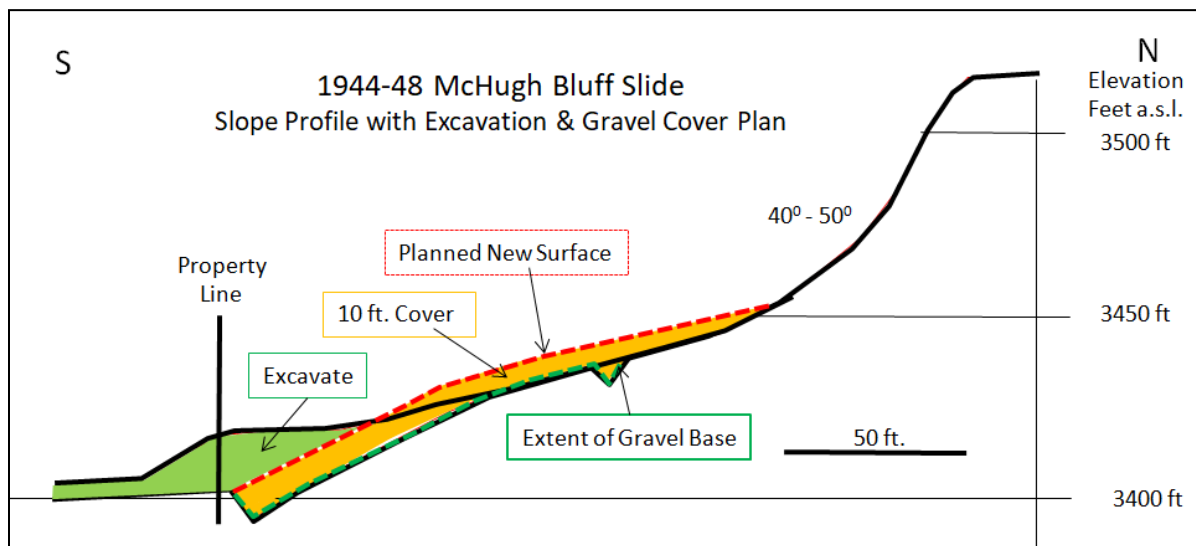 S
N
1944-48 McHugh Bluff Slide
Slope Profile with Excavation & Gravel Cover Plan
Elevation
Feet a.s.l.
3500 ft
40⁰ - 50⁰
Planned New Surface
Property
Line
10 ft. Cover
3450 ft
Excavate
Extent of Gravel Base
50 ft.
3400 ft